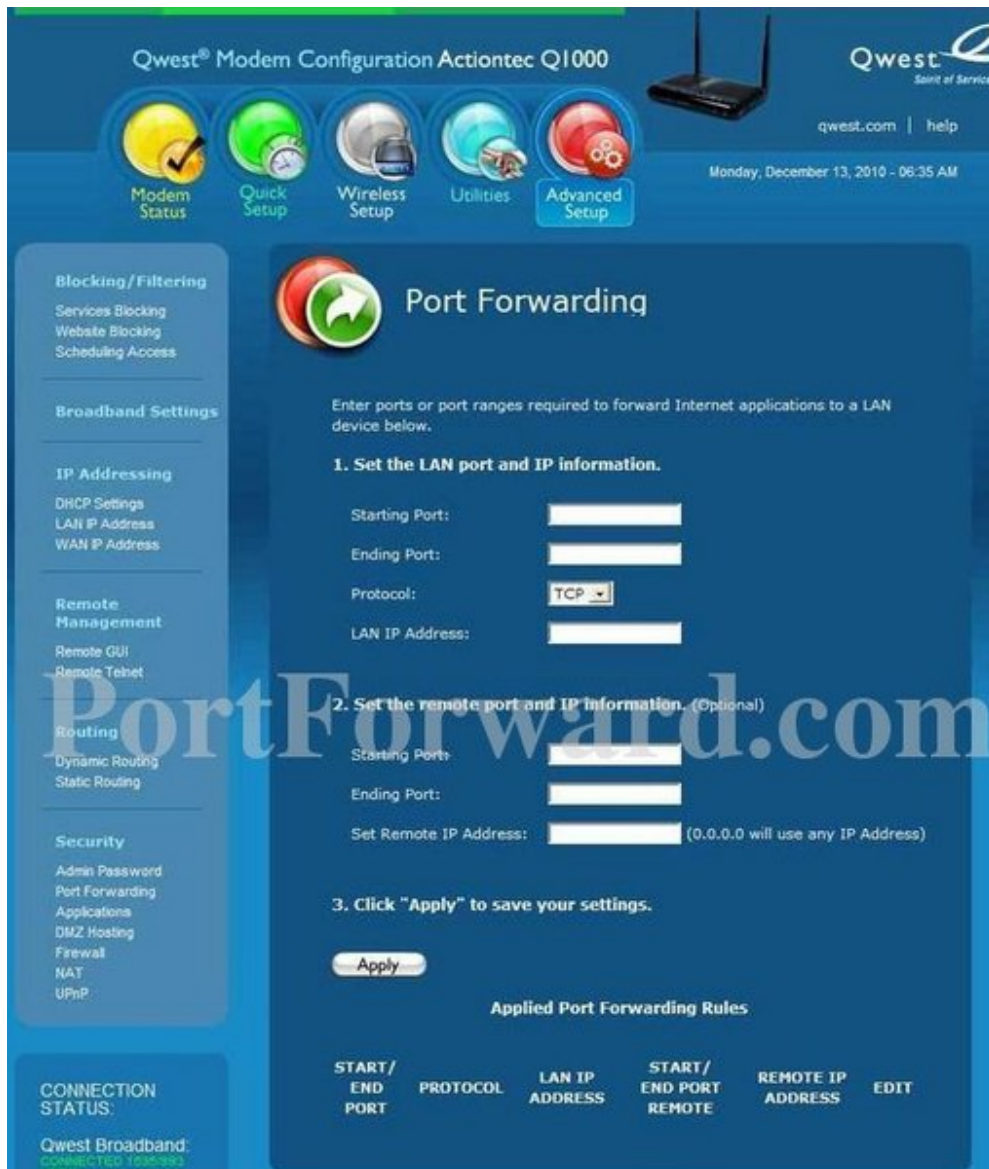 Qwest® Modem Configuration Actiontec Q1000
Qwest
Spirit of Service
qwest.com | help
Monday, December 13, 2010 - 06:35 AM
Modem Status
Quick Setup
Wireless Setup
Utilities
Advanced Setup
Blocking/Filtering
Services Blocking
Website Blocking
Scheduling Access
Broadband Settings
IP Addressing
DHCP Settings
LAN IP Address
WAN IP Address
Remote Management
Remote GUI
Remote Telnet
Routing
Dynamic Routing
Static Routing
Security
Admin Password
Port Forwarding
Applications
DMZ Hosting
Firewall
NAT
UPnP
CONNECTION STATUS:
Qwest Broadband:
CONNECTED
Port Forwarding
Enter ports or port ranges required to forward Internet applications to a LAN
device below.
1. Set the LAN port and IP information.
Starting Port:
Ending Port:
Protocol: TCP
LAN IP Address:
2. Set the remote port and IP information. (Optional)
Starting Port:
Ending Port:
Set Remote IP Address: (0.0.0.0 will use any IP Address)
3. Click "Apply" to save your settings.
Apply
Applied Port Forwarding Rules
START/ END PORT
PROTOCOL
LAN IP ADDRESS
START/ END PORT REMOTE
REMOTE IP ADDRESS
EDIT
PortForward.com